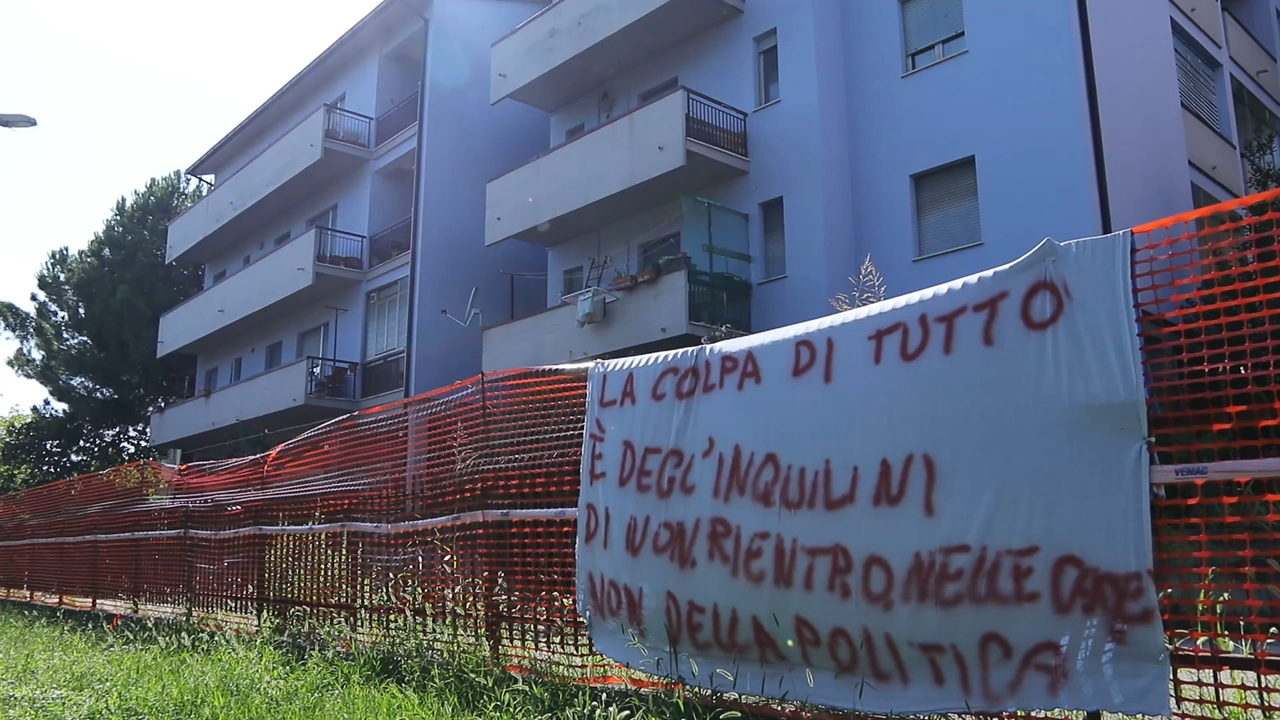 LA COLPA DI TUTTO
È DEGL'INQUILINI
DI NON.RIENTRO.NELLE CASE
NON DELLA POLITICA
VEMAC